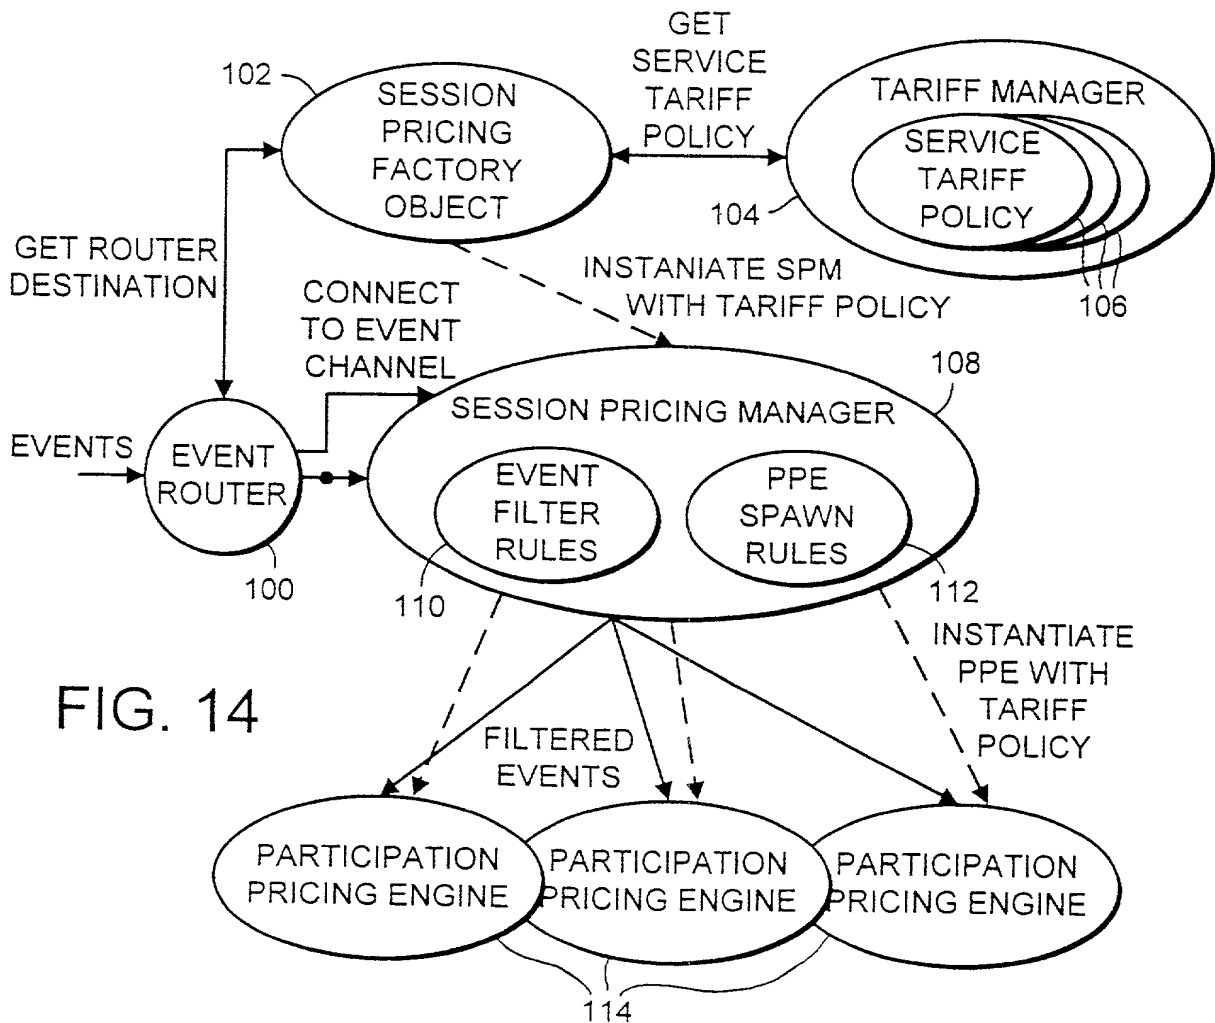 102
SESSION
PRICING
FACTORY
OBJECT
GET
SERVICE
TARIFF
POLICY
TARIFF MANAGER
SERVICE
TARIFF
POLICY
104
106
GET ROUTER
DESTINATION
INSTANIATE SPM
WITH TARIFF POLICY
CONNECT
TO EVENT
CHANNEL
108
SESSION PRICING MANAGER
EVENTS
EVENT
ROUTER
100
EVENT
FILTER
RULES
110
PPE
SPAWN
RULES
112
INSTANTIATE
PPE WITH
TARIFF
POLICY
FIG. 14
FILTERED
EVENTS
PARTICIPATION
PRICING ENGINE
PARTICIPATION
PRICING ENGINE
PARTICIPATION
PRICING ENGINE
114